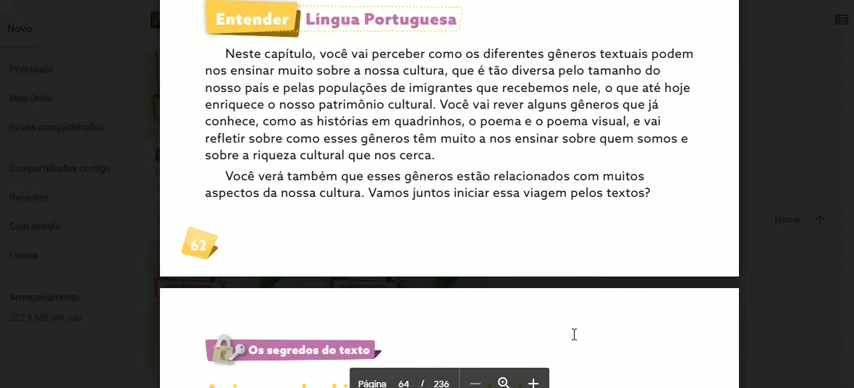 Entender Língua Portuguesa
Novo
Neste capítulo, você vai perceber como os diferentes gêneros textuais podem
nos ensinar muito sobre a nossa cultura, que é tão diversa pelo tamanho do
nosso país e pelas populações de imigrantes que recebemos nele, o que até hoje
enriquece o nosso patrimônio cultural. Você vai rever alguns gêneros que já
conhece, como as histórias em quadrinhos, o poema e o poema visual, e vai
refletir sobre como esses gêneros têm muito a nos ensinar sobre quem somos e
sobre a riqueza cultural que nos cerca.
Você verá também que esses gêneros estão relacionados com muitos
aspectos da nossa cultura. Vamos juntos iniciar essa viagem pelos textos?
62
Prioridade
Meu Drive
Drives compartilhados
Compartilhados comigo
Recentes
Com estrela
Lixeira
Armazenamento
212,9 MB em uso
Nome
Os segredos do texto
Página 64 / 236